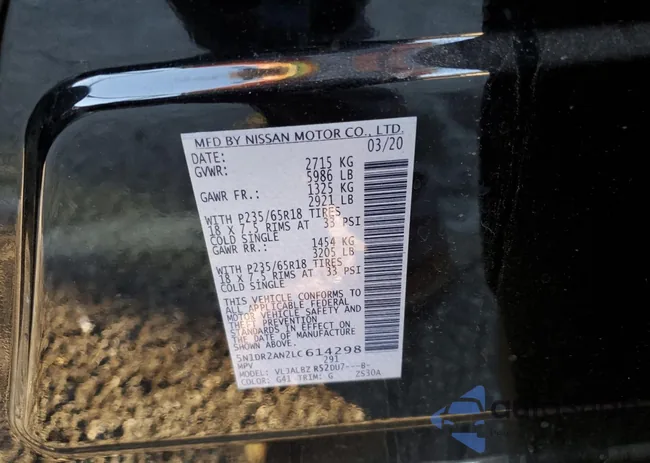 MFD BY NISSAN MOTOR CO., LTD.
DATE: 03/20
GVWR: 2715 KG
5986 LB
GAWR FR.: 1325 KG
2921 LB
WITH P235/65R18 TIRES
18 X 7.5 RIMS AT 33 PSI
COLD SINGLE
GAWR RR.: 1454 KG
3205 LB
WITH P235/65R18 TIRES
18 X 7.5 RIMS AT 33 PSI
COLD SINGLE
THIS VEHICLE CONFORMS TO
ALL APPLICABLE FEDERAL
MOTOR VEHICLE SAFETY AND
THEFT PREVENTION
STANDARDS IN EFFECT ON
THE DATE OF MANUFACTURE
SHOWN ABOVE.
5N1DR2AN2LC614298
MPV 291
MODEL: VLJALBZ R52DU7---B-
COLOR: G41 TRIM: G ZS30A